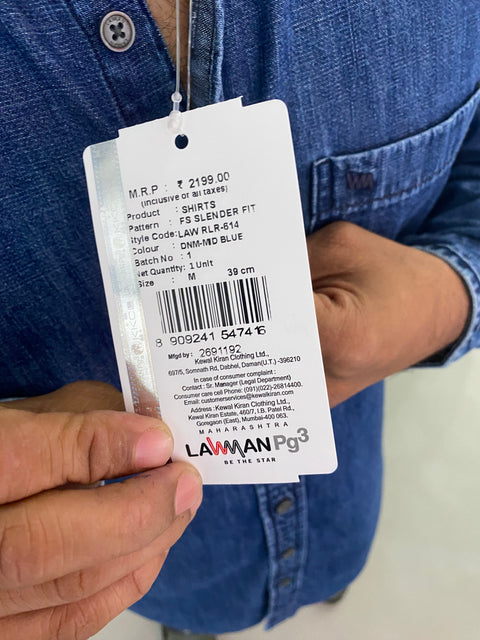 M.R.P : ₹ 2199.00
(Inclusive of all taxes)
Product : SHIRTS
Pattern : FS SLENDER FIT
Style Code: LAW RLR-614
Colour : DNM-MID BLUE
Batch No : 1
Net Quantity: 1 Unit
Size : M 39 cm
8 909241 547416
2691192
Mfgd by : Kewal Kiran Clothing Ltd.,
697/5, Somnath Rd, Dabhel, Daman(U.T.) -396210
In case of consumer complaint :
Contact : Sr. Manager (Legal Department)
Consumer care cell Phone: (091)(022)-26814400.
Email: customerservices@kewalkiran.com
Address : Kewal Kiran Clothing Ltd.,
Kewal Kiran Estate, 460/7, I.B. Patel Rd.,
Goregaon (East), Mumbai-400 063.
MAHARASHTRA
LAWMAN Pg3
BE THE STAR